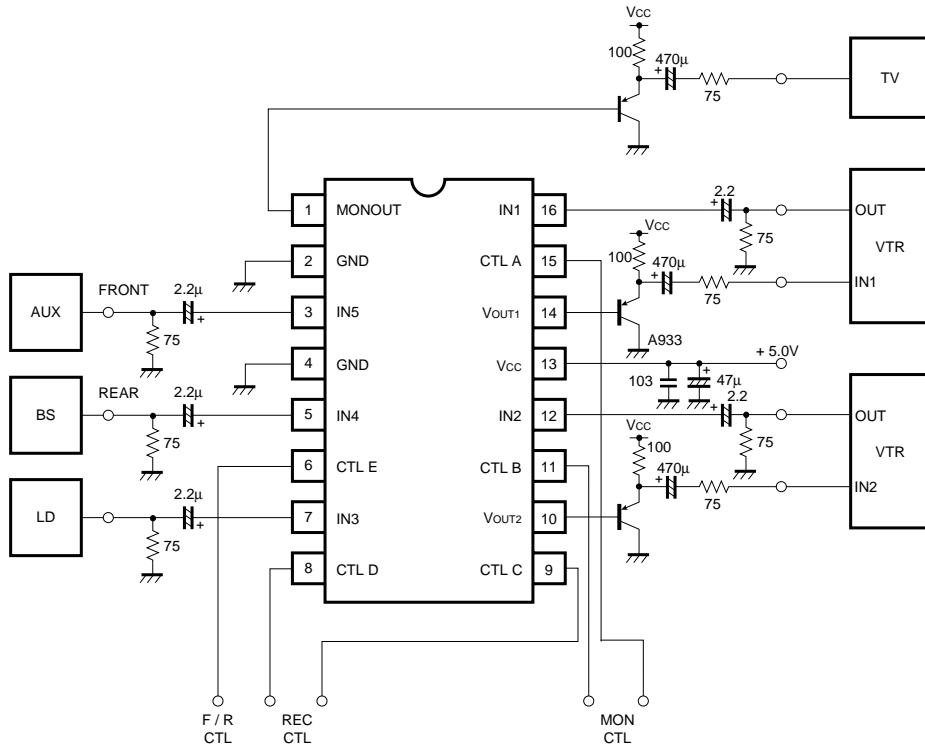 Vcc
100
470µ
+
75
TV
1 MONOUT
2 GND
3 IN5
4 GND
5 IN4
6 CTL E
7 IN3
8 CTL D
IN1 16
CTL A 15
VOUT1 14
Vcc 13
IN2 12
CTL B 11
VOUT2 10
CTL C 9
AUX
FRONT
2.2µ
+
75
BS
REAR
2.2µ
+
75
LD
2.2µ
+
75
2.2
+
75
OUT
VTR
IN1
Vcc
100
470µ
+
75
A933
+ 5.0V
103
+
47µ
2.2
+
75
OUT
VTR
IN2
Vcc
100
470µ
+
75
F / R
CTL
REC
CTL
MON
CTL